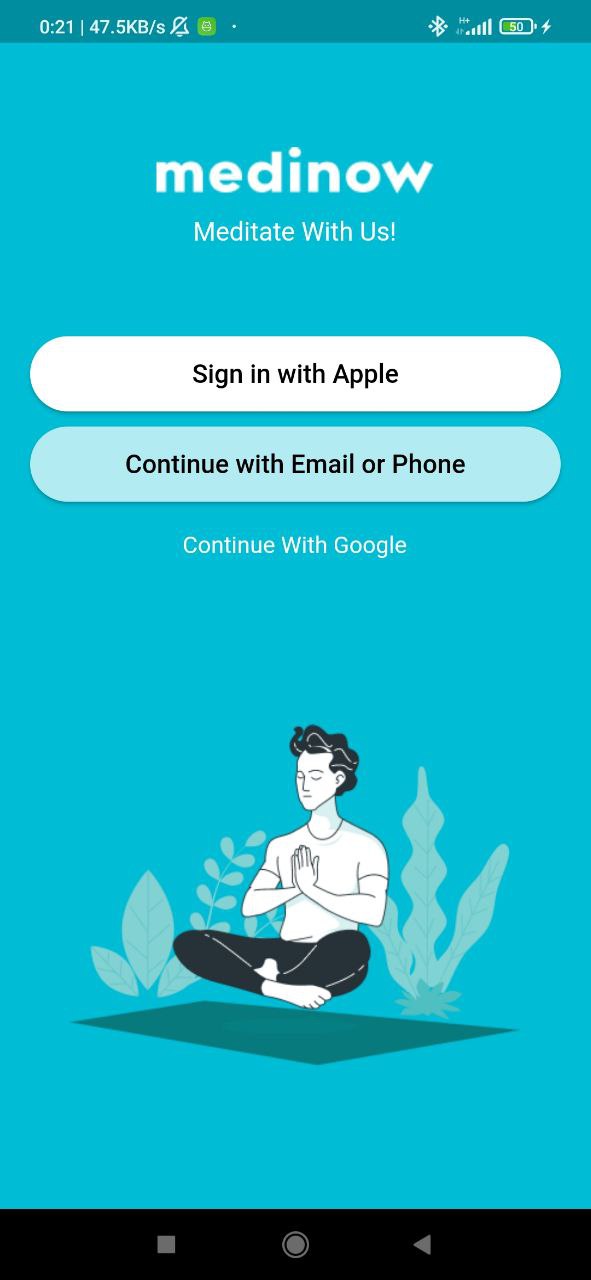 0:21 | 47.5KB/s
H+
50
medinow
Meditate With Us!
Sign in with Apple
Continue with Email or Phone
Continue With Google